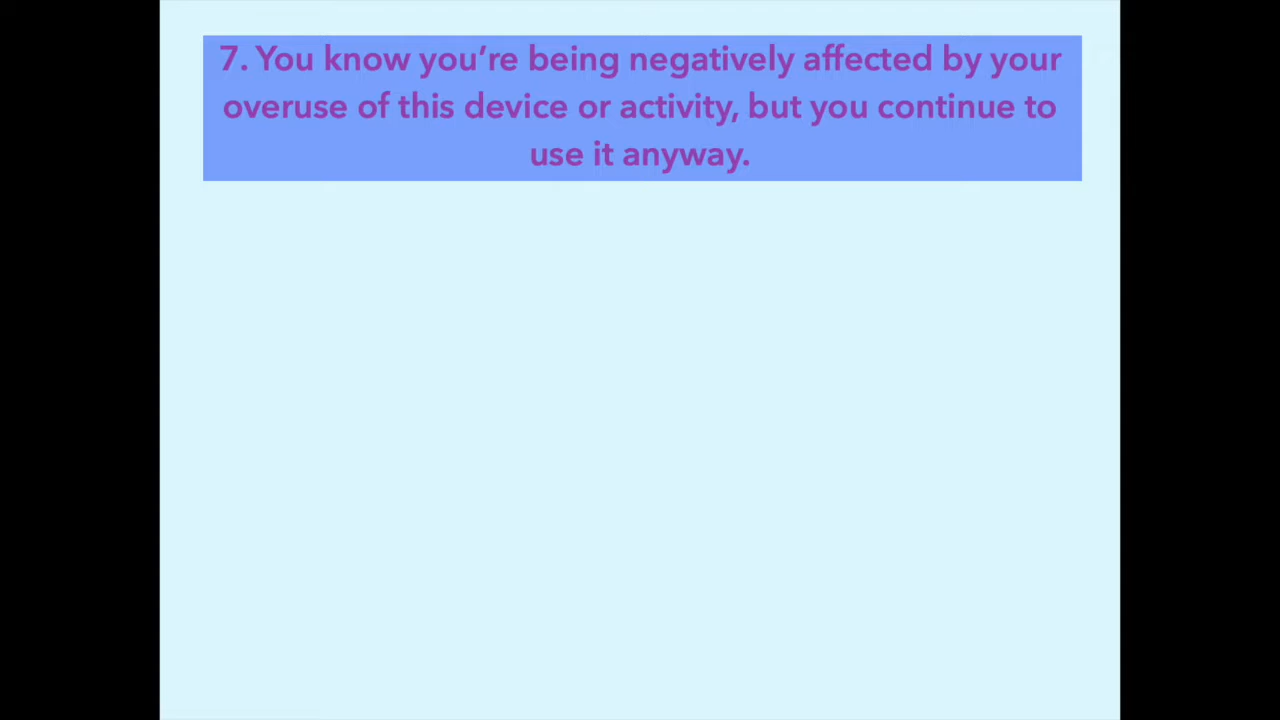 7. You know you’re being negatively affected by your
overuse of this device or activity, but you continue to
use it anyway.